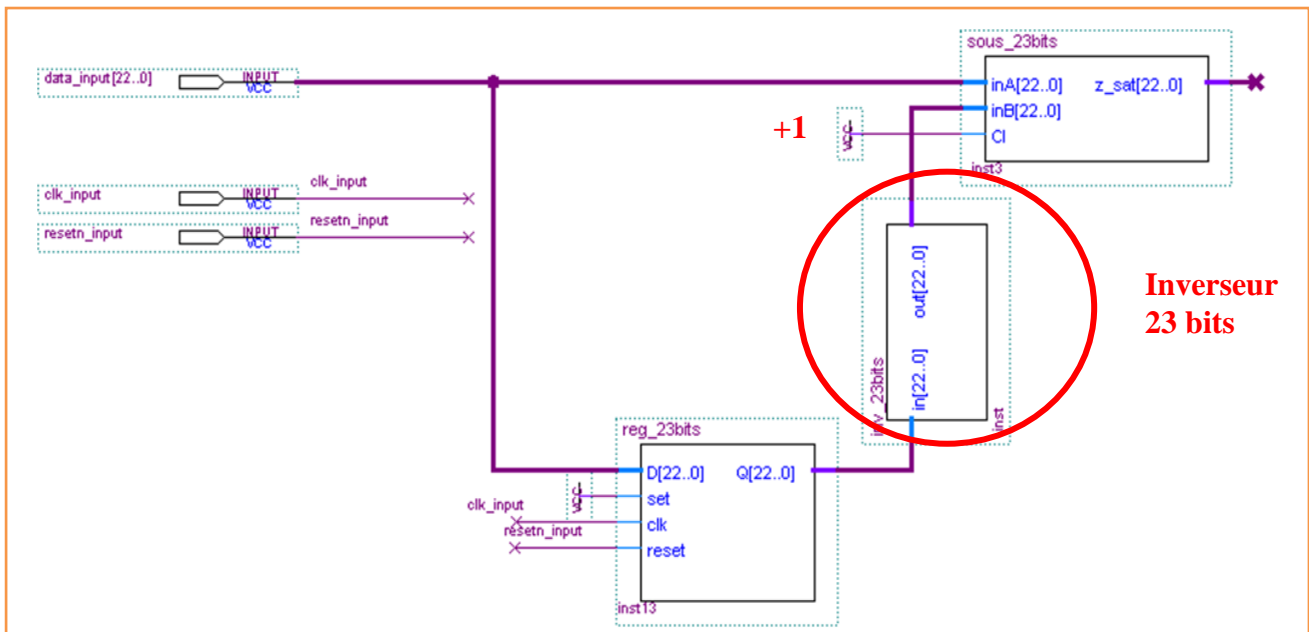 sous_23bits
data_input[22..0]
INPUT
VCC
inA[22..0]
z_sat[22..0]
inB[22..0]
CI
+1
VCC
inst3
clk_input
INPUT
VCC
clk_input
resetn_input
INPUT
VCC
resetn_input
out[22..0]
in[22..0]
inv_23bits
inst
Inverseur
23 bits
reg_23bits
D[22..0]
Q[22..0]
VCC
set
clk_input
clk
resetn_input
reset
inst13